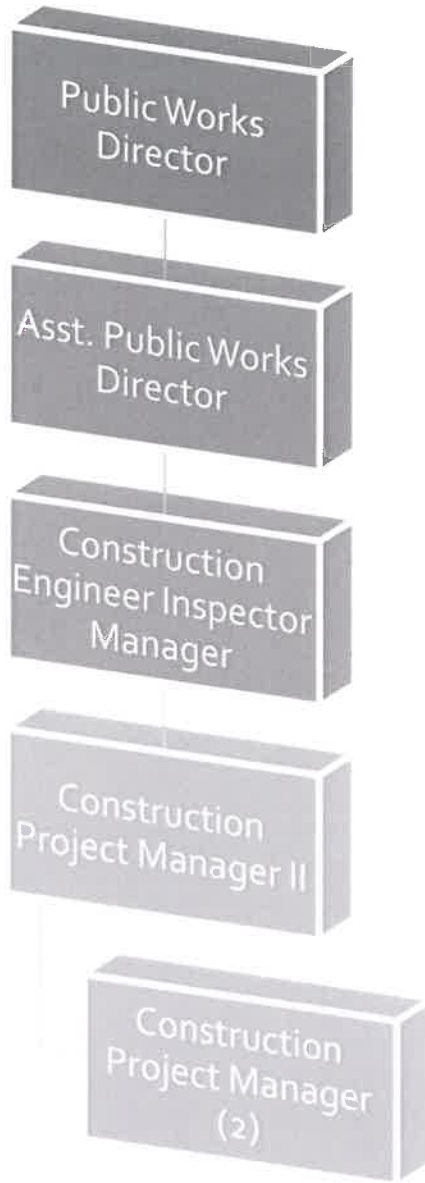 Public Works
Director
Asst. Public Works
Director
Construction
Engineer Inspector
Manager
Construction
Project Manager II
Construction
Project Manager
(2)